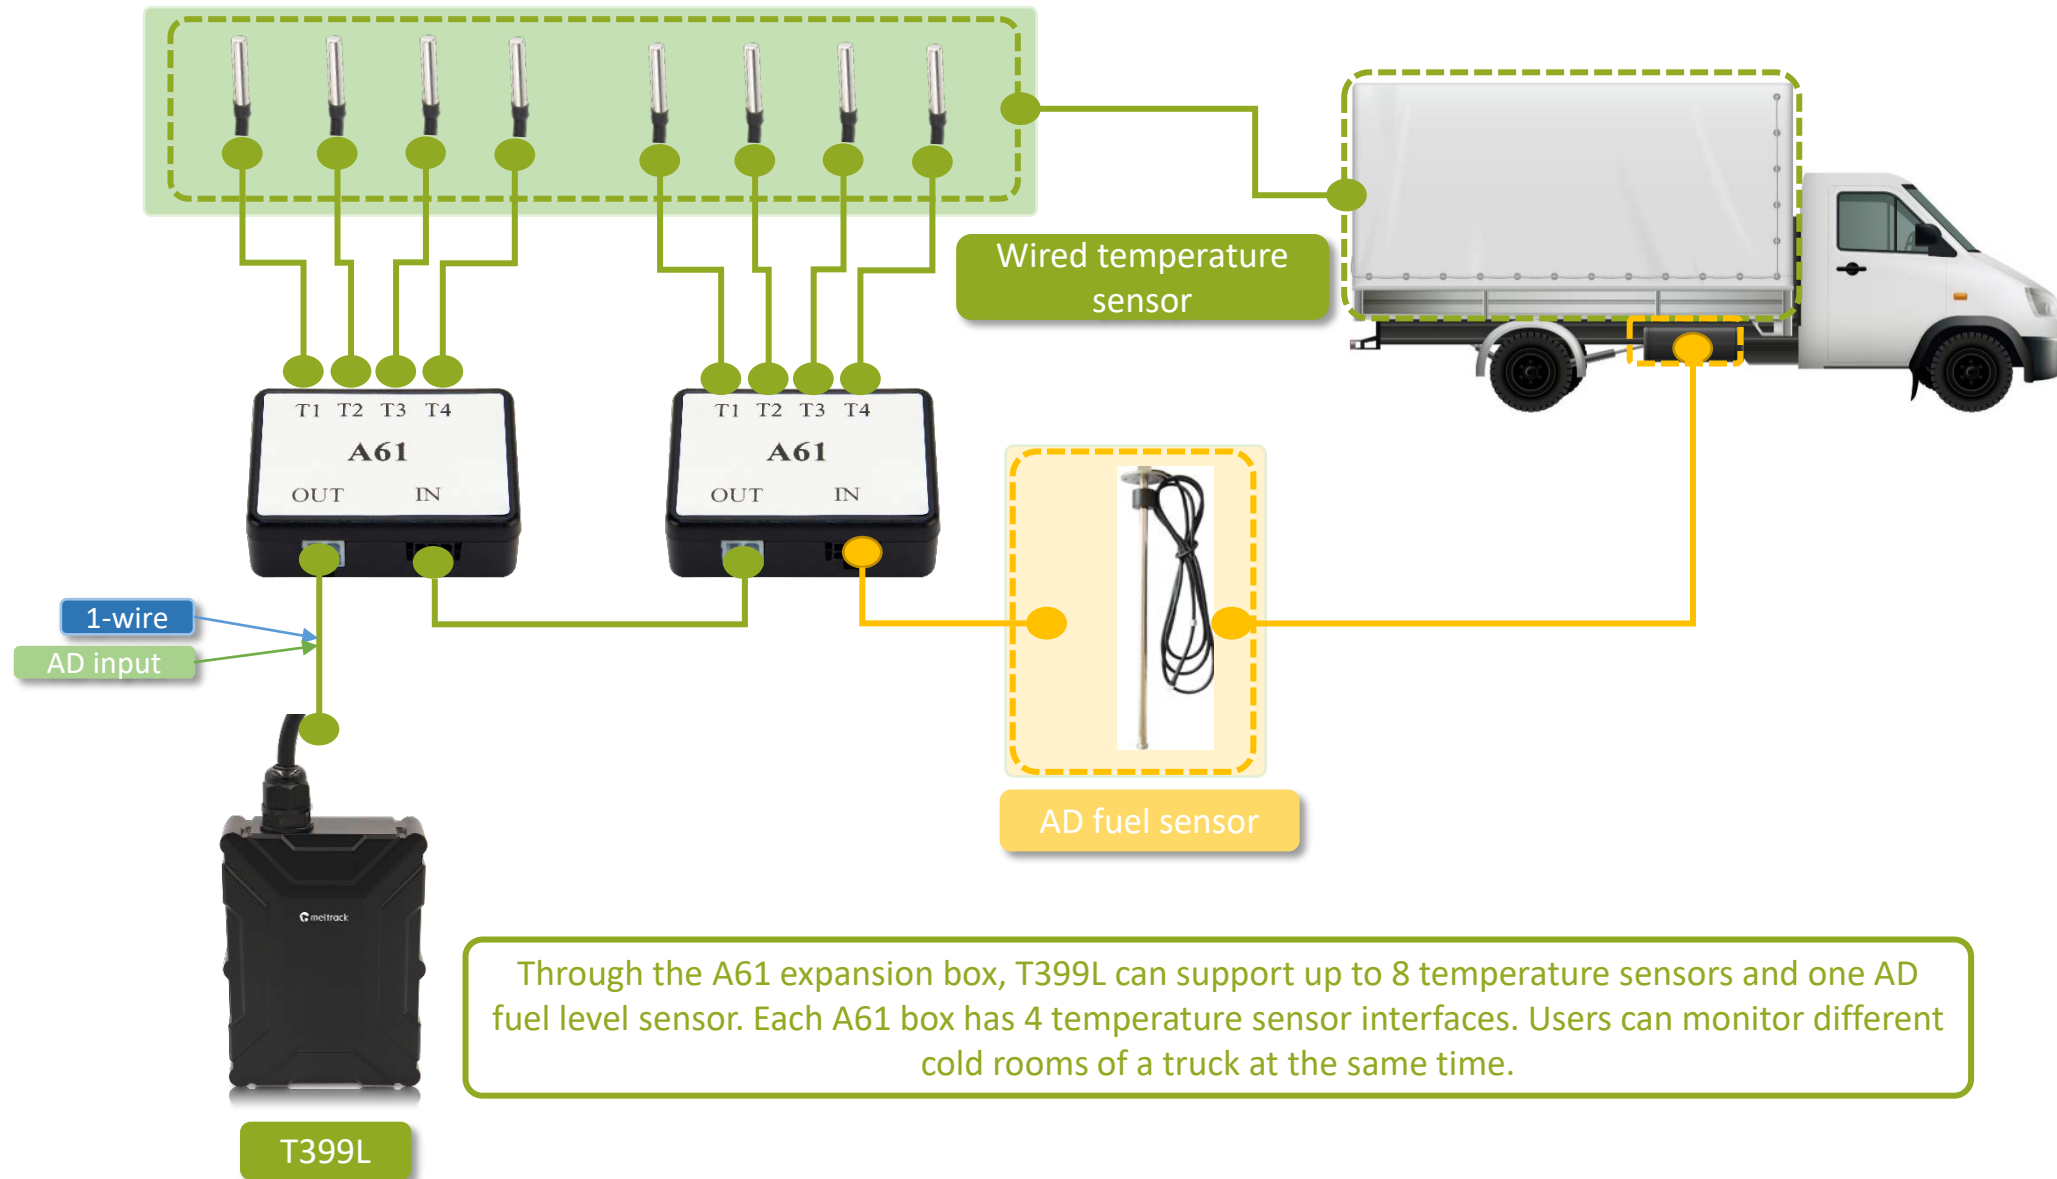 Wired temperature
sensor
T1 T2 T3 T4
A61
OUT IN
T1 T2 T3 T4
A61
OUT IN
1-wire
AD input
AD fuel sensor
meitrack
Through the A61 expansion box, T399L can support up to 8 temperature sensors and one AD
fuel level sensor. Each A61 box has 4 temperature sensor interfaces. Users can monitor different
cold rooms of a truck at the same time.
T399L